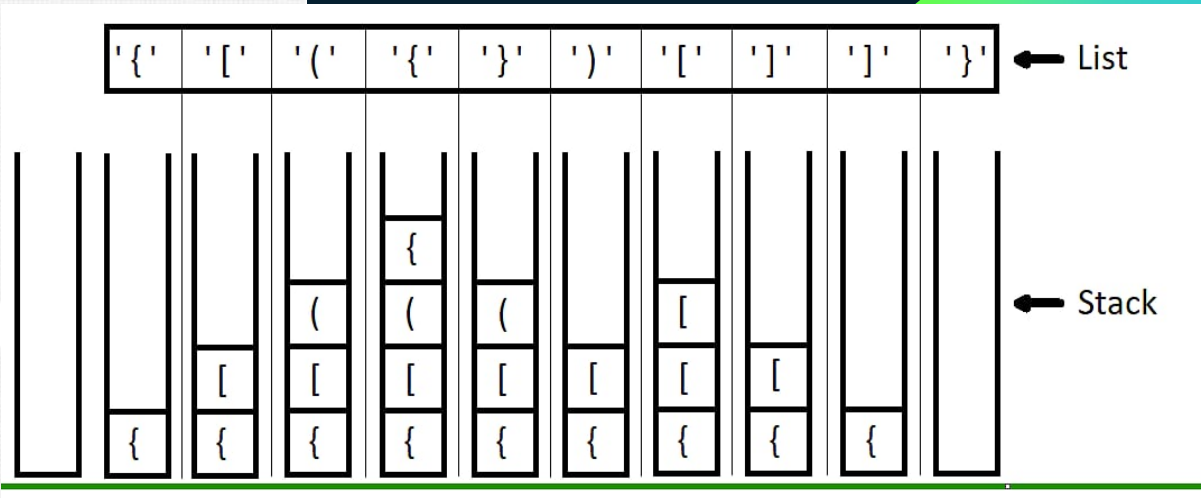 '{' '[' '(' '{' '}' ')' '[' ']' ']' '}' List
{
( ( ( [
[ [ [ [ [ [ [ Stack
{ { { { { { { { {